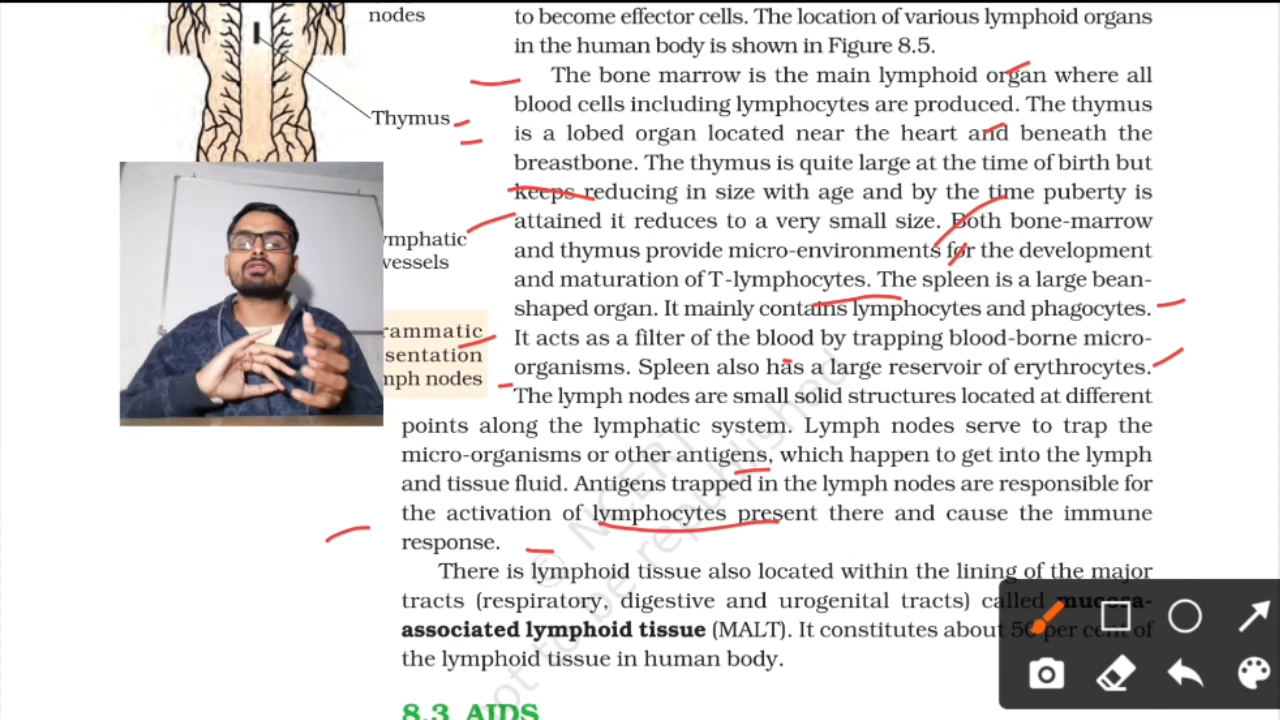 nodes
Thymus
ymphatic
vessels
rammatic
sentation
mph nodes
to become effector cells. The location of various lymphoid organs
in the human body is shown in Figure 8.5.
The bone marrow is the main lymphoid organ where all
blood cells including lymphocytes are produced. The thymus
is a lobed organ located near the heart and beneath the
breastbone. The thymus is quite large at the time of birth but
keeps reducing in size with age and by the time puberty is
attained it reduces to a very small size. Both bone-marrow
and thymus provide micro-environments for the development
and maturation of T-lymphocytes. The spleen is a large bean-
shaped organ. It mainly contains lymphocytes and phagocytes.
It acts as a filter of the blood by trapping blood-borne micro-
organisms. Spleen also has a large reservoir of erythrocytes.
The lymph nodes are small solid structures located at different
points along the lymphatic system. Lymph nodes serve to trap the
micro-organisms or other antigens, which happen to get into the lymph
and tissue fluid. Antigens trapped in the lymph nodes are responsible for
the activation of lymphocytes present there and cause the immune
response.
There is lymphoid tissue also located within the lining of the major
tracts (respiratory, digestive and urogenital tracts) called mucosa-
associated lymphoid tissue (MALT). It constitutes about 50 per cent of
the lymphoid tissue in human body.
8.3 AIDS
© NCERT
not to be republished